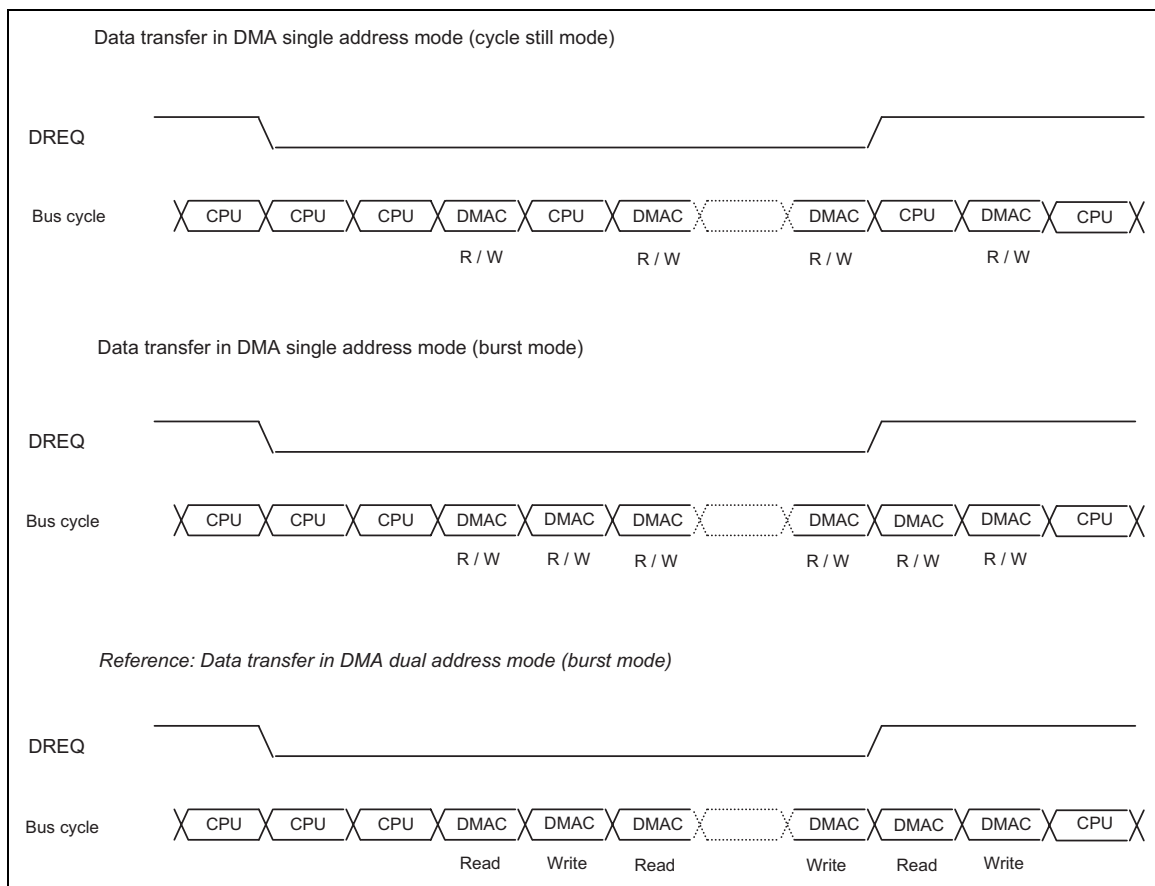 Data transfer in DMA single address mode (cycle still mode)
DREQ
Bus cycle CPU CPU CPU DMAC CPU DMAC DMAC CPU DMAC CPU
R / W R / W R / W R / W
Data transfer in DMA single address mode (burst mode)
DREQ
Bus cycle CPU CPU CPU DMAC DMAC DMAC DMAC DMAC DMAC CPU
R / W R / W R / W R / W R / W R / W
Reference: Data transfer in DMA dual address mode (burst mode)
DREQ
Bus cycle CPU CPU CPU DMAC DMAC DMAC DMAC DMAC DMAC CPU
Read Write Read Write Read Write